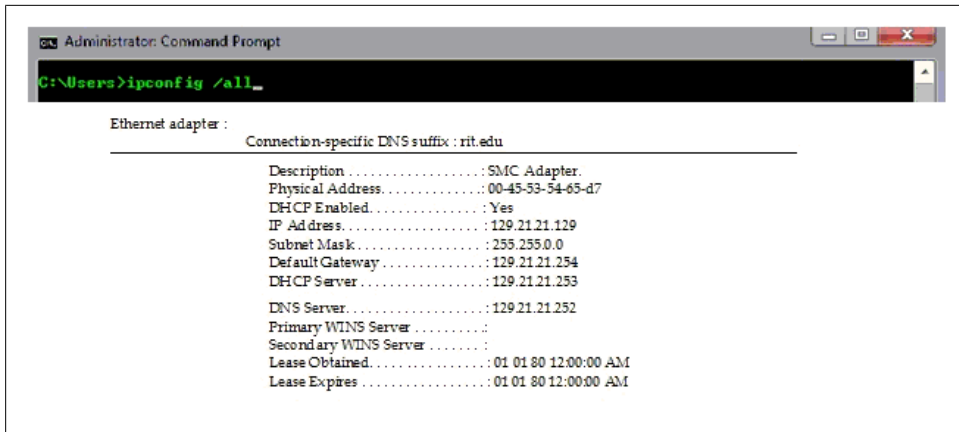 Administrator: Command Prompt
C:\Users>ipconfig /all_
Ethernet adapter :
Connection-specific DNS suffix : rit.edu
Description . . . . . . . . . . . . . . . . . . : SMC Adapter.
Physical Address. . . . . . . . . . . . . .: 00-45-53-54-65-d7
DHCP Enabled. . . . . . . . . . . . . . . : Yes
IP Address. . . . . . . . . . . . . . . . . . . : 129.21.21.129
Subnet Mask . . . . . . . . . . . . . . . . . : 255.255.0.0
Default Gateway . . . . . . . . . . . . . . : 129.21.21.254
DHCP Server . . . . . . . . . . . . . . . . . : 129.21.21.253
DNS Server. . . . . . . . . . . . . . . . . . . : 129.21.21.252
Primary WINS Server . . . . . . . . . .:
Secondary WINS Server . . . . . . . :
Lease Obtained. . . . . . . . . . . . . . . . : 01 01 80 12:00:00 AM
Lease Expires . . . . . . . . . . . . . . . . . : 01 01 80 12:00:00 AM